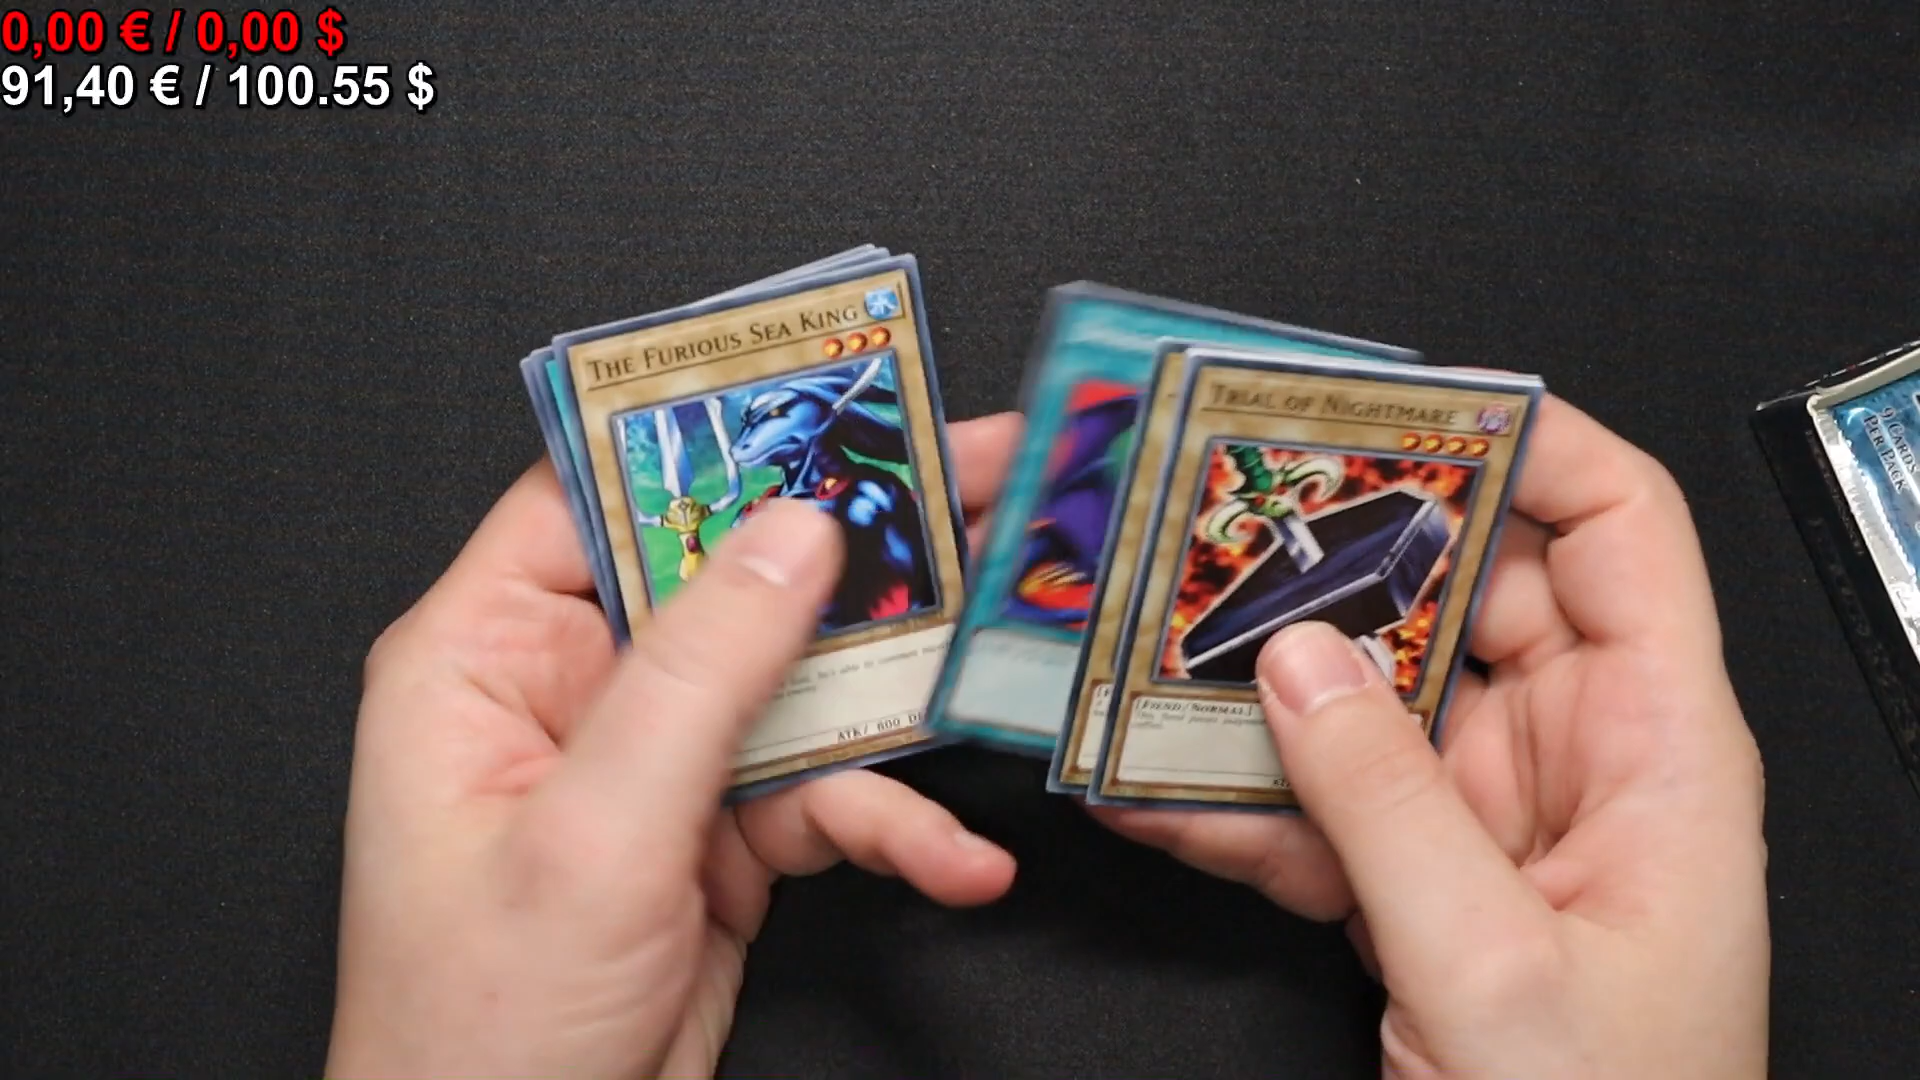 0,00 € / 0,00 $
91,40 € / 100.55 $
The Furious Sea King
ATK/ 600 DE
Trial of Nightmare
[Fiend/Normal]
9 Cards
Per Pack